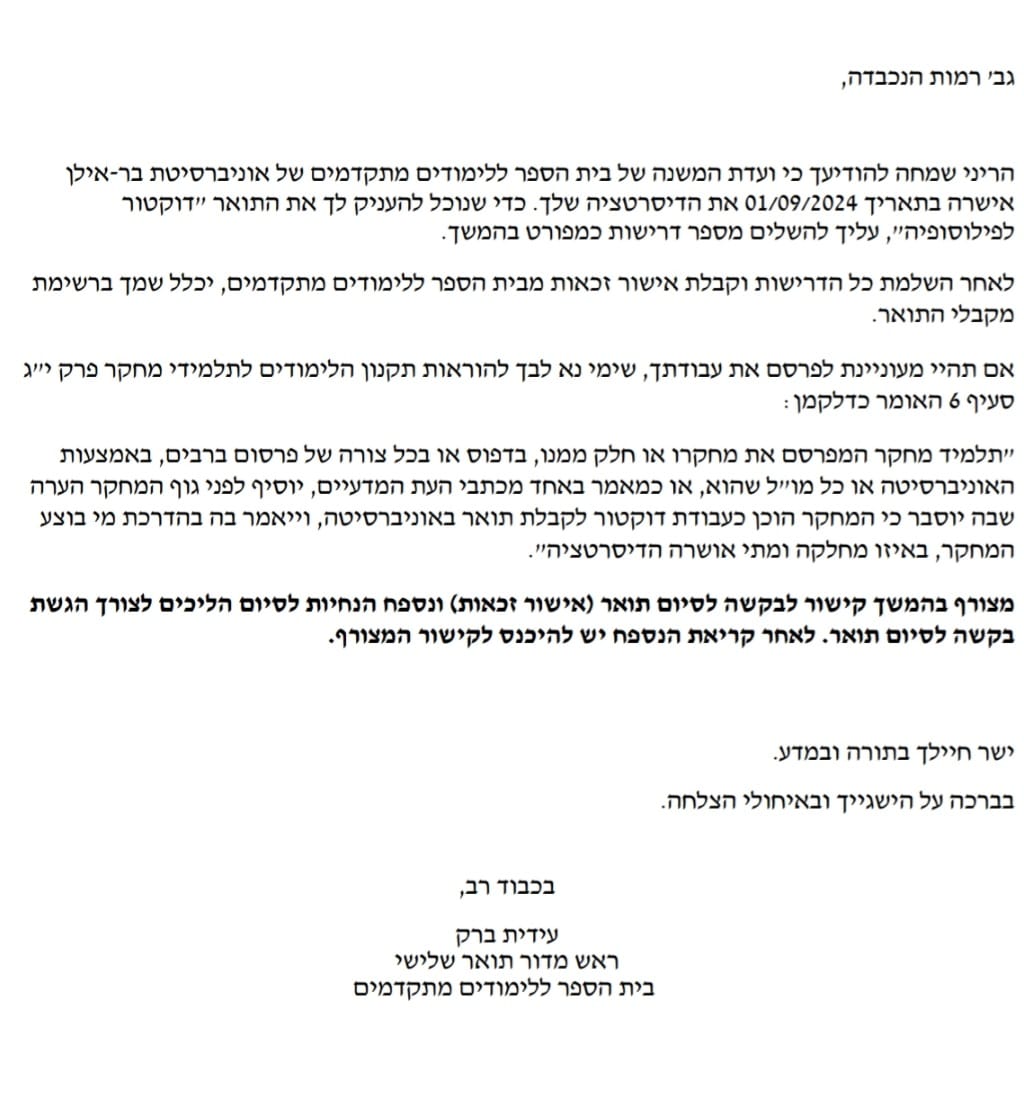 גב׳ רמות הנכבדה,
הריני שמחה להודיעך כי ועדת המשנה של בית הספר ללימודים מתקדמים של אוניברסיטת בר-אילן
אישרה בתאריך 01/09/2024 את הדיסרטציה שלך. כדי שנוכל להעניק לך את התואר ״דוקטור
לפילוסופיה״, עליך להשלים מספר דרישות כמפורט בהמשך.
לאחר השלמת כל הדרישות וקבלת אישור זכאות מבית הספר ללימודים מתקדמים, יכלל שמך ברשימת
מקבלי התואר.
אם תהיי מעוניינת לפרסם את עבודתך, שימי נא לבך להוראות תקנון הלימודים לתלמידי מחקר פרק י״ג
סעיף 6 האומר כדלקמן:
״תלמיד מחקר המפרסם את מחקרו או חלק ממנו, בדפוס או בכל צורה של פרסום ברבים, באמצעות
האוניברסיטה או כל מו״ל שהוא, או כמאמר באחד מכתבי העת המדעיים, יוסיף לפני גוף המחקר הערה
שבה יוסבר כי המחקר הוכן כעבודת דוקטור לקבלת תואר באוניברסיטה, וייאמר בה בהדרכת מי בוצע
המחקר, באיזו מחלקה ומתי אושרה הדיסרטציה״.
מצורף בהמשך קישור לבקשה לסיום תואר (אישור זכאות) ונספח הנחיות לסיום הליכים לצורך הגשת
בקשה לסיום תואר. לאחר קריאת הנספח יש להיכנס לקישור המצורף.
ישר חיילך בתורה ובמדע.
בברכה על הישגייך ובאיחולי הצלחה.
בכבוד רב,
עידית ברק
ראש מדור תואר שלישי
בית הספר ללימודים מתקדמים